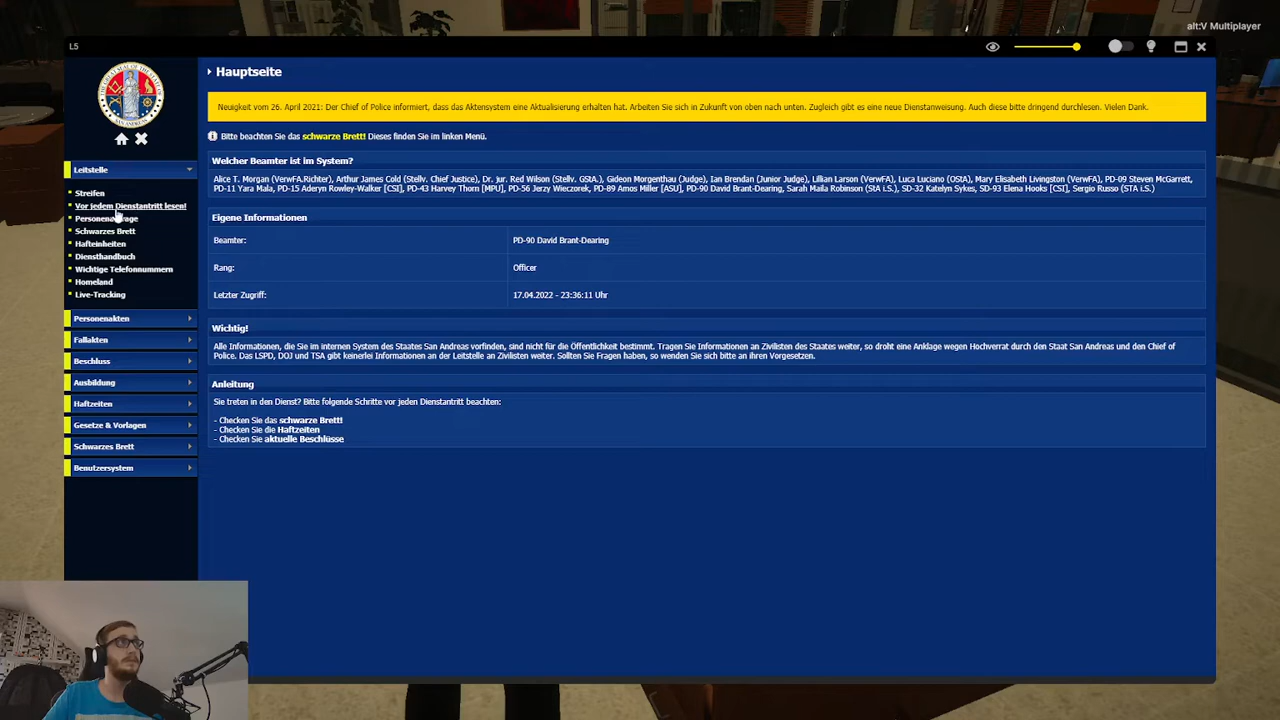 alt:V Multiplayer
L5
Hauptseite
Neuigkeit vom 26. April 2021: Der Chief of Police informiert, dass das Aktensystem eine Aktualisierung erhalten hat. Arbeiten Sie sich in Zukunft von oben nach unten. Zugleich gibt es eine neue Dienstanweisung. Auch diese bitte dringend durchlesen. Vielen Dank.
Bitte beachten Sie das schwarze Brett! Dieses finden Sie im linken Menü.
Leitstelle
Streifen
Vor jedem Dienstantritt lesen!
Schwarzes Brett
Hafteinheiten
Diensthandbuch
Wichtige Telefonnummern
Homeland
Live-Tracking
Personenakten
Fallakten
Beschluss
Ausbildung
Haftzeiten
Gesetze & Vorlagen
Schwarzes Brett
Benutzersystem
Welcher Beamter ist im System?
Alice T. Morgan (VerwFA.Richter), Arthur James Cold (Stellv. Chief Justice), Dr. jur. Red Wilson (Stellv. GStA.), Gideon Morgenthau (Judge), Ian Brendan (Junior Judge), Lillian Larson (VerwFA), Luca Luciano (OStA), Mary Elisabeth Livingston (VerwFA), PD-09 Steven McGarrett,
PD-11 Yara Mala, PD-15 Aderyn Rowley-Walker [CSI], PD-43 Harvey Thorn [MPU], PD-56 Jerzy Wieczorek, PD-89 Amos Miller [ASU], PD-90 David Brant-Dearing, Sarah Maila Robinson (StA i.S.), SD-32 Katelyn Sykes, SD-93 Elena Hooks [CSI], Sergio Russo (STA i.S.)
Eigene Informationen
Beamter: PD-90 David Brant-Dearing
Rang: Officer
Letzter Zugriff: 17.04.2022 - 23:36:11 Uhr
Wichtig!
Alle Informationen, die Sie im internen System des Staates San Andreas vorfinden, sind nicht für die Öffentlichkeit bestimmt. Tragen Sie Informationen an Zivilisten des Staates weiter, so droht eine Anklage wegen Hochverrat durch den Staat San Andreas und den Chief of
Police. Das LSPD, DOJ und TSA gibt keinerlei Informationen an der Leitstelle an Zivilisten weiter. Sollten Sie Fragen haben, so wenden Sie sich bitte an ihren Vorgesetzten.
Anleitung
Sie treten in den Dienst? Bitte folgende Schritte vor jeden Dienstantritt beachten:
- Checken Sie das schwarze Brett!
- Checken Sie die Haftzeiten
- Checken Sie aktuelle Beschlüsse